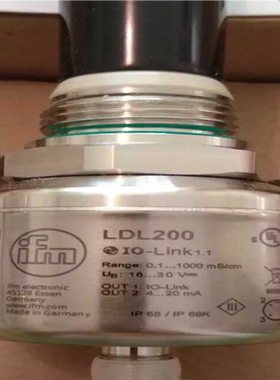 LDL200
IO-Link 1.1
Range: 0,1...1000 mS/cm
UB: 18...30 V
OUT 1: IO-Link
OUT 2: 4...20 mA
ifm
ifm electronic
45128 Essen
Germany
www.ifm.com
Made in Germany
IP 68 / IP 69K
III